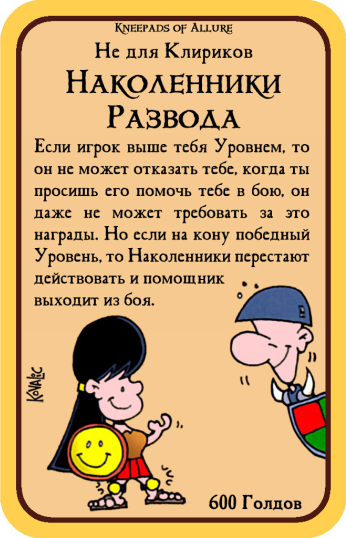 Kneepads of Allure
Не для Клириков
Наколенники
Развода
Если игрок выше тебя Уровнем, то
он не может отказать тебе, когда ты
просишь его помочь тебе в бою, он
даже не может требовать за это
награды. Но если на кону победный
Уровень, то Наколенники перестают
действовать и помощник
выходит из боя.
Kovalic
600 Голдов